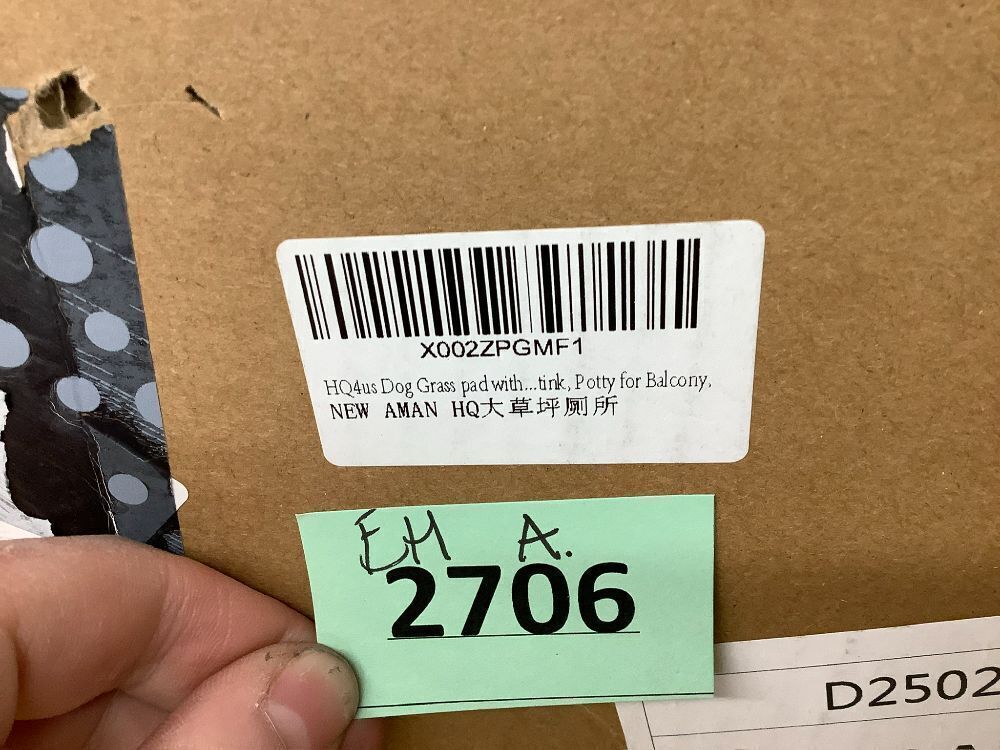 X002ZPGMF1
HQ4us Dog Grass pad with...tink, Potty for Balcony,
NEW AMAN HQ大草坪厕所
EH A.
2706
D2502